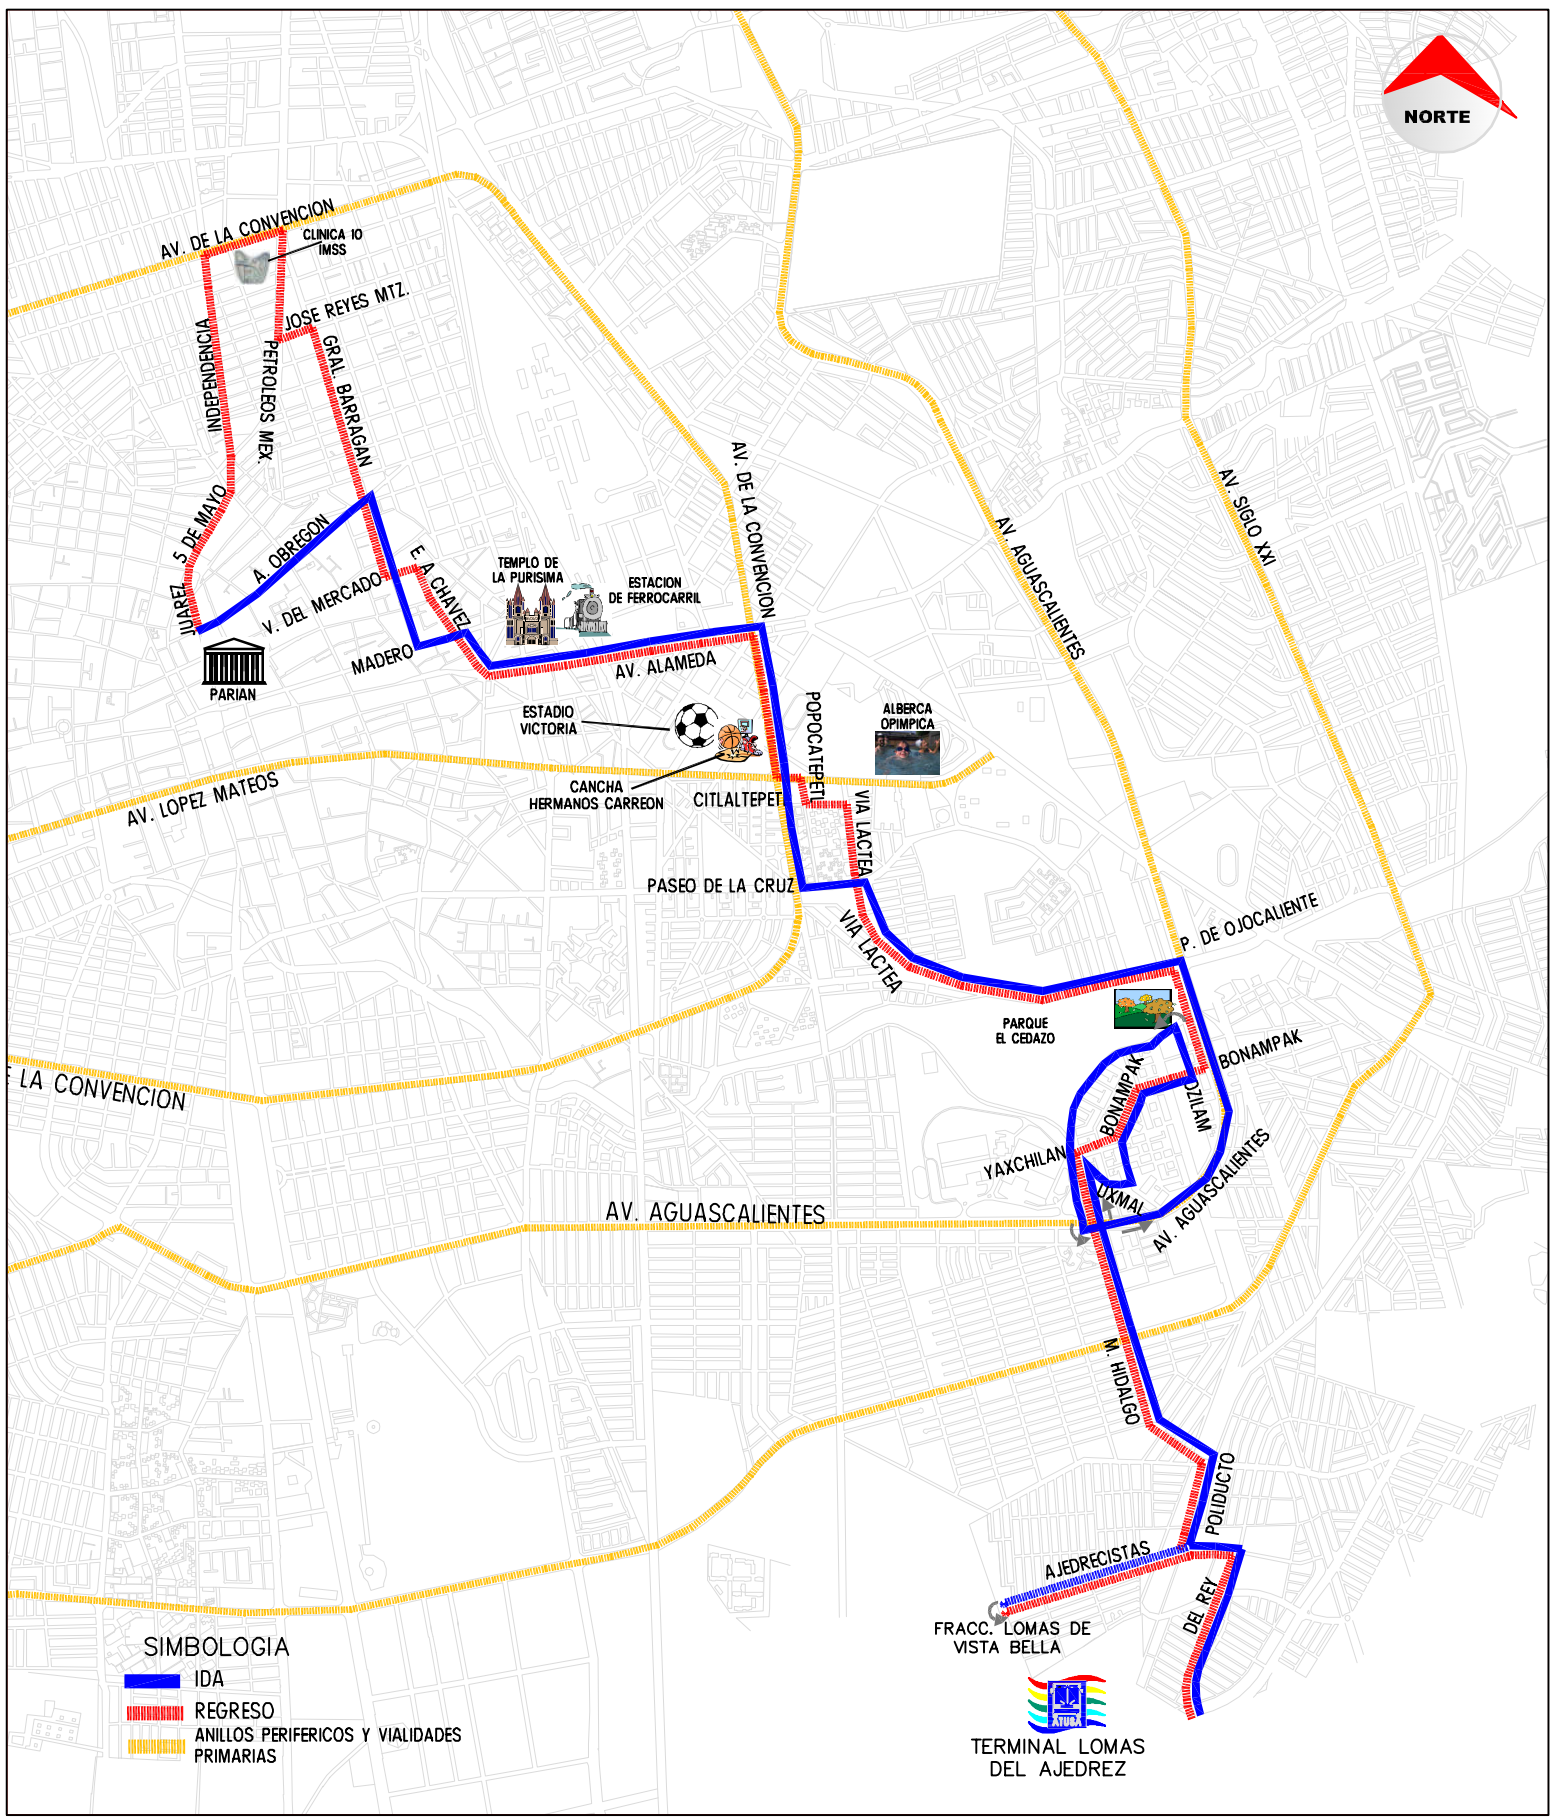 NORTE
AV. DE LA CONVENCION
CLINICA 10
IMSS
JOSE REYES MTZ.
INDEPENDENCIA
PETROLEOS MEX.
GRAL. BARRAGAN
AV. DE LA CONVENCION
AV. SIGLO XXI
5 DE MAYO
A. OBREGON
AV. AGUASCALIENTES
E. A CHAVEZ
TEMPLO DE
LA PURISIMA
ESTACION
DE FERROCARRIL
JUAREZ
V. DEL MERCADO
MADERO
AV. ALAMEDA
PARIAN
ESTADIO
VICTORIA
POPOCATEPETL
ALBERCA
OPIMPICA
AV. LOPEZ MATEOS
CANCHA
HERMANOS CARREON
CITLALTEPETL
VIA LACTEA
PASEO DE LA CRUZ
VIA LACTEA
P. DE OJOCALIENTE
PARQUE
EL CEDAZO
BONAMPAK
E LA CONVENCION
BONAMPAK
DZILAM
YAXCHILAN
UXMAL
AV. AGUASCALIENTES
AV. AGUASCALIENTES
M. HIDALGO
POLIDUCTO
AJEDRECISTAS
DEL REY
FRACC. LOMAS DE
VISTA BELLA
SIMBOLOGIA
IDA
REGRESO
ANILLOS PERIFERICOS Y VIALIDADES
PRIMARIAS
ATUSA
TERMINAL LOMAS
DEL AJEDREZ